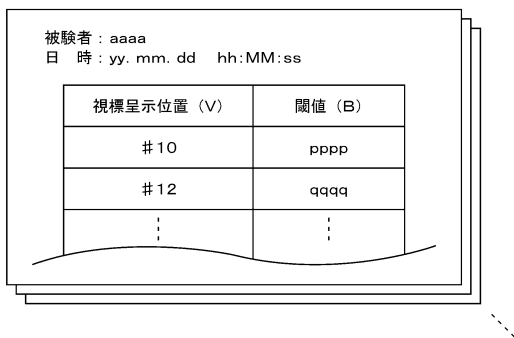 被験者：aaaa
日　時：yy. mm. dd　hh:MM:ss
視標呈示位置（V）　閾値（B）
♯10　pppp
♯12　qqqq